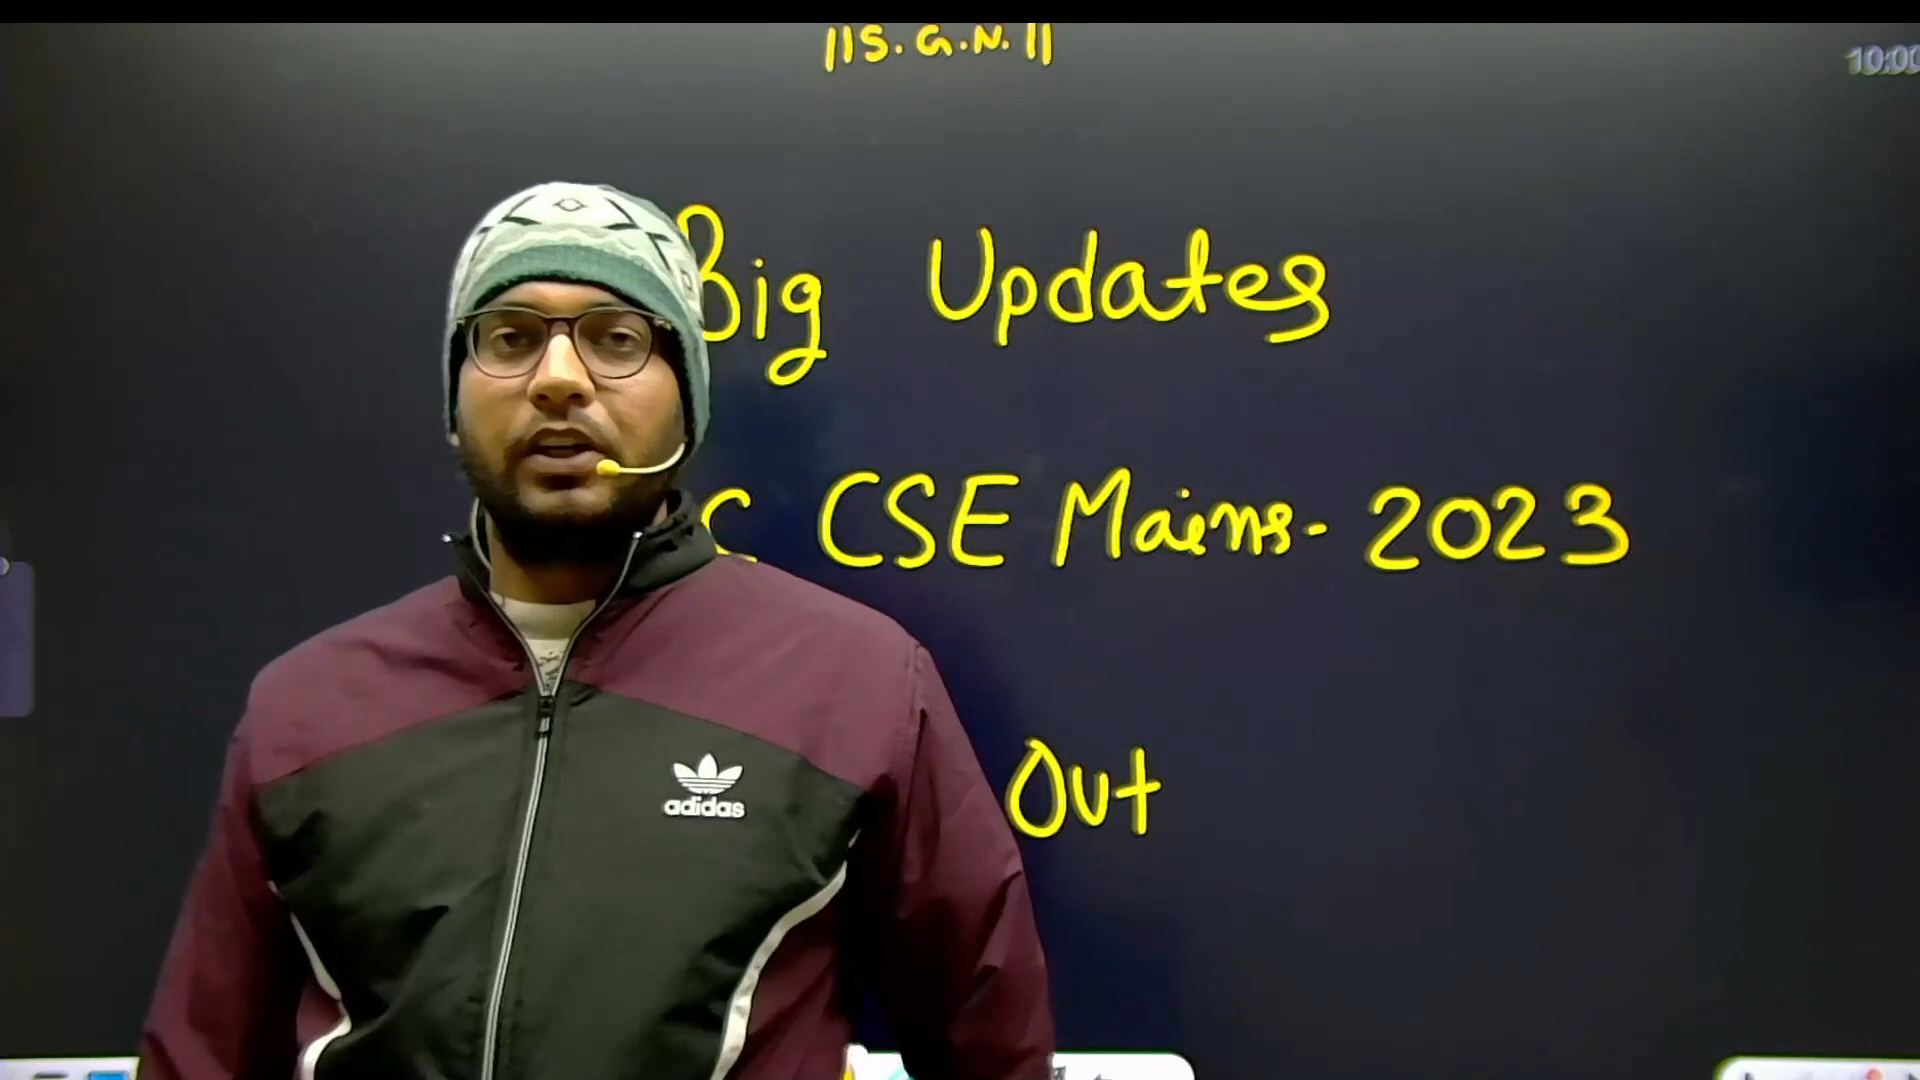 ||S.G.N.||
10:00
Big Updates
C CSE Mains-2023
Out
adidas